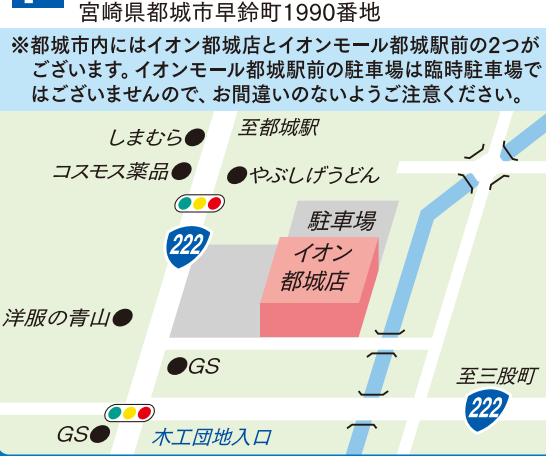 宮崎県都城市早鈴町1990番地
※都城市内にはイオン都城店とイオンモール都城駅前の2つが
ございます。イオンモール都城駅前の駐車場は臨時駐車場で
はございませんので、お間違いのないようご注意ください。
しまむら
至都城駅
コスモス薬品
やぶしげうどん
駐車場
222
イオン
都城店
洋服の青山
GS
至三股町
222
GS
木工団地入口